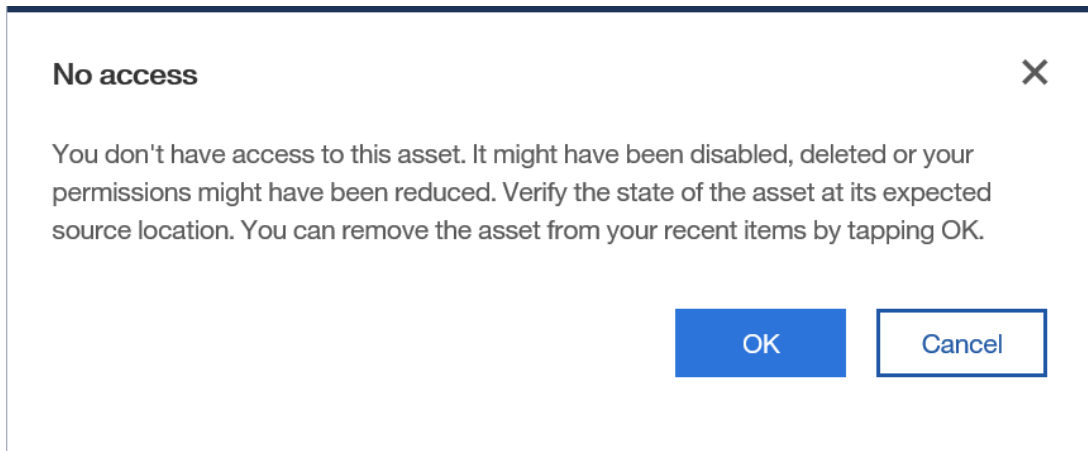 No access
You don't have access to this asset. It might have been disabled, deleted or your
permissions might have been reduced. Verify the state of the asset at its expected
source location. You can remove the asset from your recent items by tapping OK.
OK
Cancel